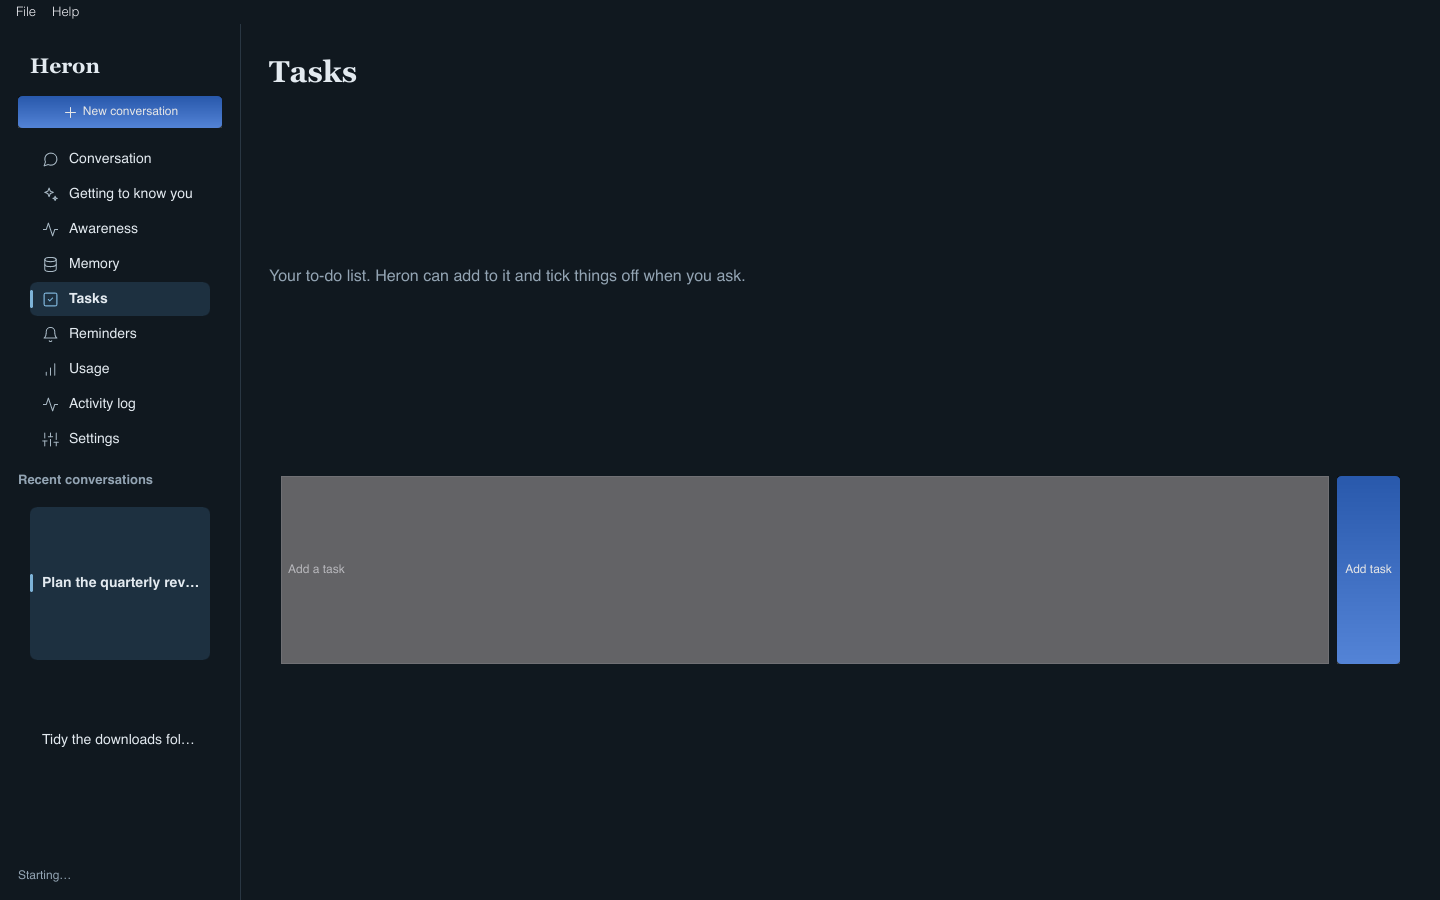 File Help
Heron
New conversation
Conversation
Getting to know you
Awareness
Memory
Tasks
Reminders
Usage
Activity log
Settings
Recent conversations
Plan the quarterly rev…
Tidy the downloads fol…
Starting…
Tasks
Your to-do list. Heron can add to it and tick things off when you ask.
Add a task
Add task